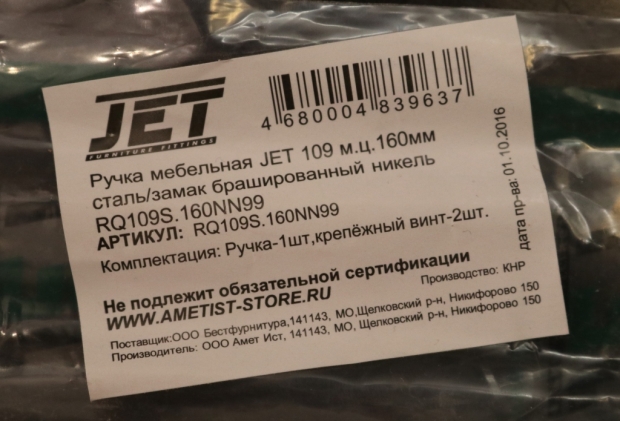 JET
FURNITURE FITTINGS
4 680004 839637
Ручка мебельная JET 109 м.ц.160мм
сталь/замак брашированный никель
RQ109S.160NN99
АРТИКУЛ: RQ109S.160NN99
Комплектация: Ручка-1шт,крепёжный винт-2шт.
дата пр-ва: 01.10.2016
Не подлежит обязательной сертификации
WWW.AMETIST-STORE.RU
Производство: КНР
Поставщик:ООО Бестфурнитура,141143, МО,Щелковский р-н, Никифорово 150
Производитель: ООО Амет Ист, 141143, МО, Щелковский р-н, Никифорово 150